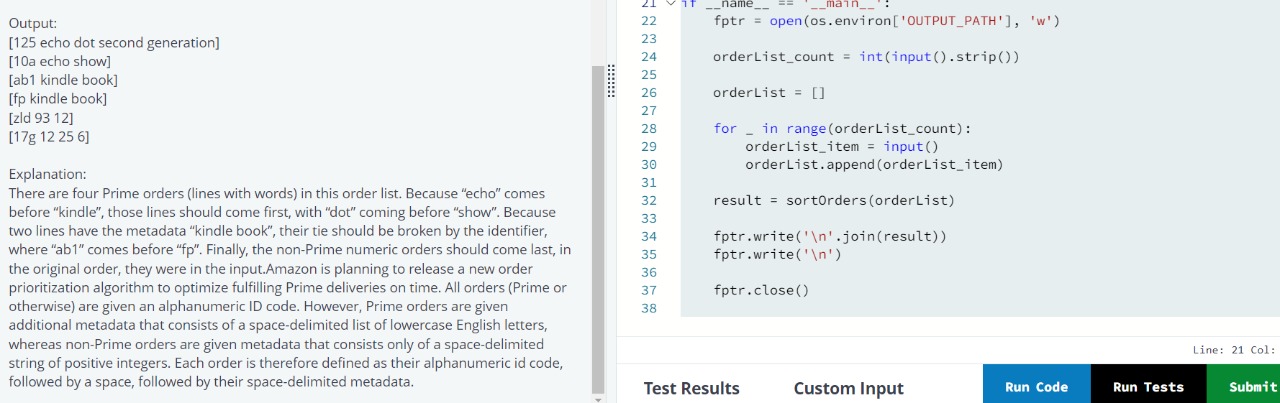 Output:
[125 echo dot second generation]
[10a echo show]
[ab1 kindle book]
[fp kindle book]
[zld 93 12]
[17g 12 25 6]
Explanation:
There are four Prime orders (lines with words) in this order list. Because “echo” comes
before “kindle”, those lines should come first, with “dot” coming before “show”. Because
two lines have the metadata “kindle book”, their tie should be broken by the identifier,
where “ab1” comes before “fp”. Finally, the non-Prime numeric orders should come last, in
the original order, they were in the input.Amazon is planning to release a new order
prioritization algorithm to optimize fulfilling Prime deliveries on time. All orders (Prime or
otherwise) are given an alphanumeric ID code. However, Prime orders are given
additional metadata that consists of a space-delimited list of lowercase English letters,
whereas non-Prime orders are given metadata that consists only of a space-delimited
string of positive integers. Each order is therefore defined as their alphanumeric id code,
followed by a space, followed by their space-delimited metadata.
21 if __name__ == '__main__':
22 fptr = open(os.environ['OUTPUT_PATH'], 'w')
23
24 orderList_count = int(input().strip())
25
26 orderList = []
27
28 for _ in range(orderList_count):
29 orderList_item = input()
30 orderList.append(orderList_item)
31
32 result = sortOrders(orderList)
33
34 fptr.write('\n'.join(result))
35 fptr.write('\n')
36
37 fptr.close()
38
Line: 21 Col:
Test Results Custom Input Run Code Run Tests Submit